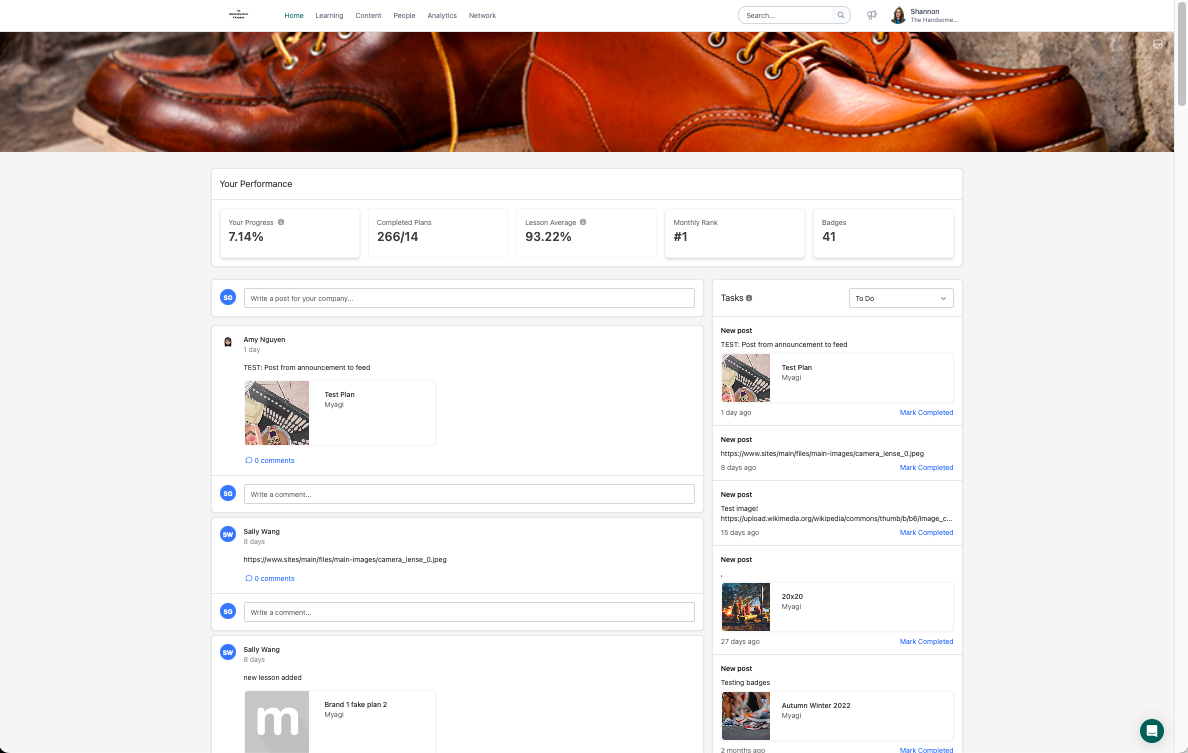 Home
Learning
Content
People
Analytics
Network
Search...
Shannon
The Handsome...
Your Performance
Your Progress
7.14%
Completed Plans
266/14
Lesson Average
93.22%
Monthly Rank
#1
Badges
41
SG
Write a post for your company...
Amy Nguyen
1 day
TEST: Post from announcement to feed
Test Plan
Myagi
0 comments
SG
Write a comment...
SW
Sally Wang
8 days
https://www.sites/main/files/main-images/camera_lense_0.jpeg
0 comments
SG
Write a comment...
SW
Sally Wang
8 days
new lesson added
m
Brand 1 fake plan 2
Myagi
Tasks
To Do
New post
TEST: Post from announcement to feed
Test Plan
Myagi
1 day ago
Mark Completed
New post
https://www.sites/main/files/main-images/camera_lense_0.jpeg
8 days ago
Mark Completed
New post
Test image!
https://upload.wikimedia.org/wikipedia/commons/thumb/b/b6/Image_c...
15 days ago
Mark Completed
New post
,
20x20
Myagi
27 days ago
Mark Completed
New post
Testing badges
Autumn Winter 2022
Myagi
2 months ago
Mark Completed